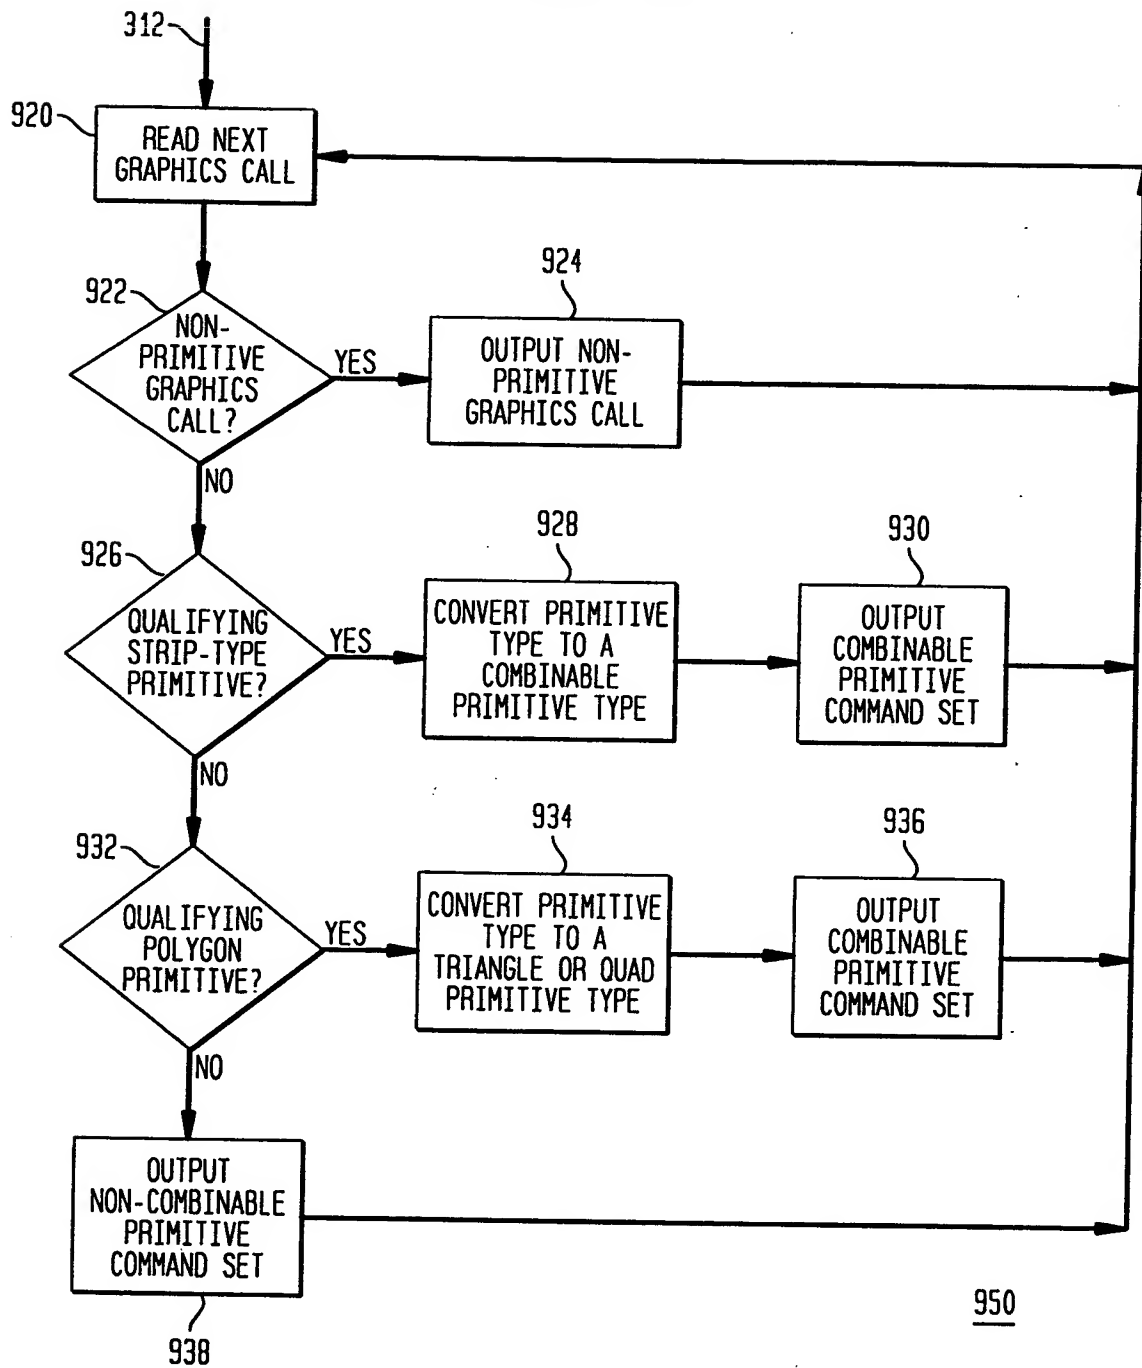 312
920
READ NEXT
GRAPHICS CALL
922
NON-
PRIMITIVE
GRAPHICS
CALL?
YES
NO
924
OUTPUT NON-
PRIMITIVE
GRAPHICS CALL
926
QUALIFYING
STRIP-TYPE
PRIMITIVE?
YES
NO
928
CONVERT PRIMITIVE
TYPE TO A
COMBINABLE
PRIMITIVE TYPE
930
OUTPUT
COMBINABLE
PRIMITIVE
COMMAND SET
932
QUALIFYING
POLYGON
PRIMITIVE?
YES
NO
934
CONVERT PRIMITIVE
TYPE TO A
TRIANGLE OR QUAD
PRIMITIVE TYPE
936
OUTPUT
COMBINABLE
PRIMITIVE
COMMAND SET
OUTPUT
NON-COMBINABLE
PRIMITIVE
COMMAND SET
938
950